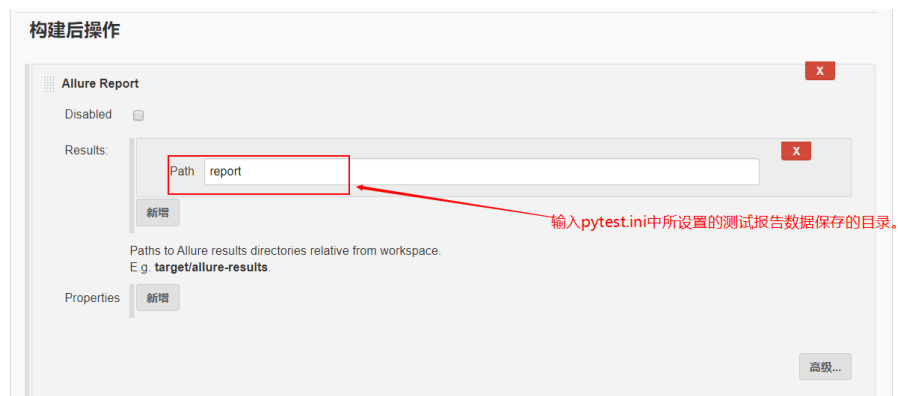 构建后操作
X
Allure Report
Disabled
Results:
X
Path report
新增
输入pytest.ini中所设置的测试报告数据保存的目录。
Paths to Allure results directories relative from workspace.
E.g. target/allure-results.
Properties 新增
高级...